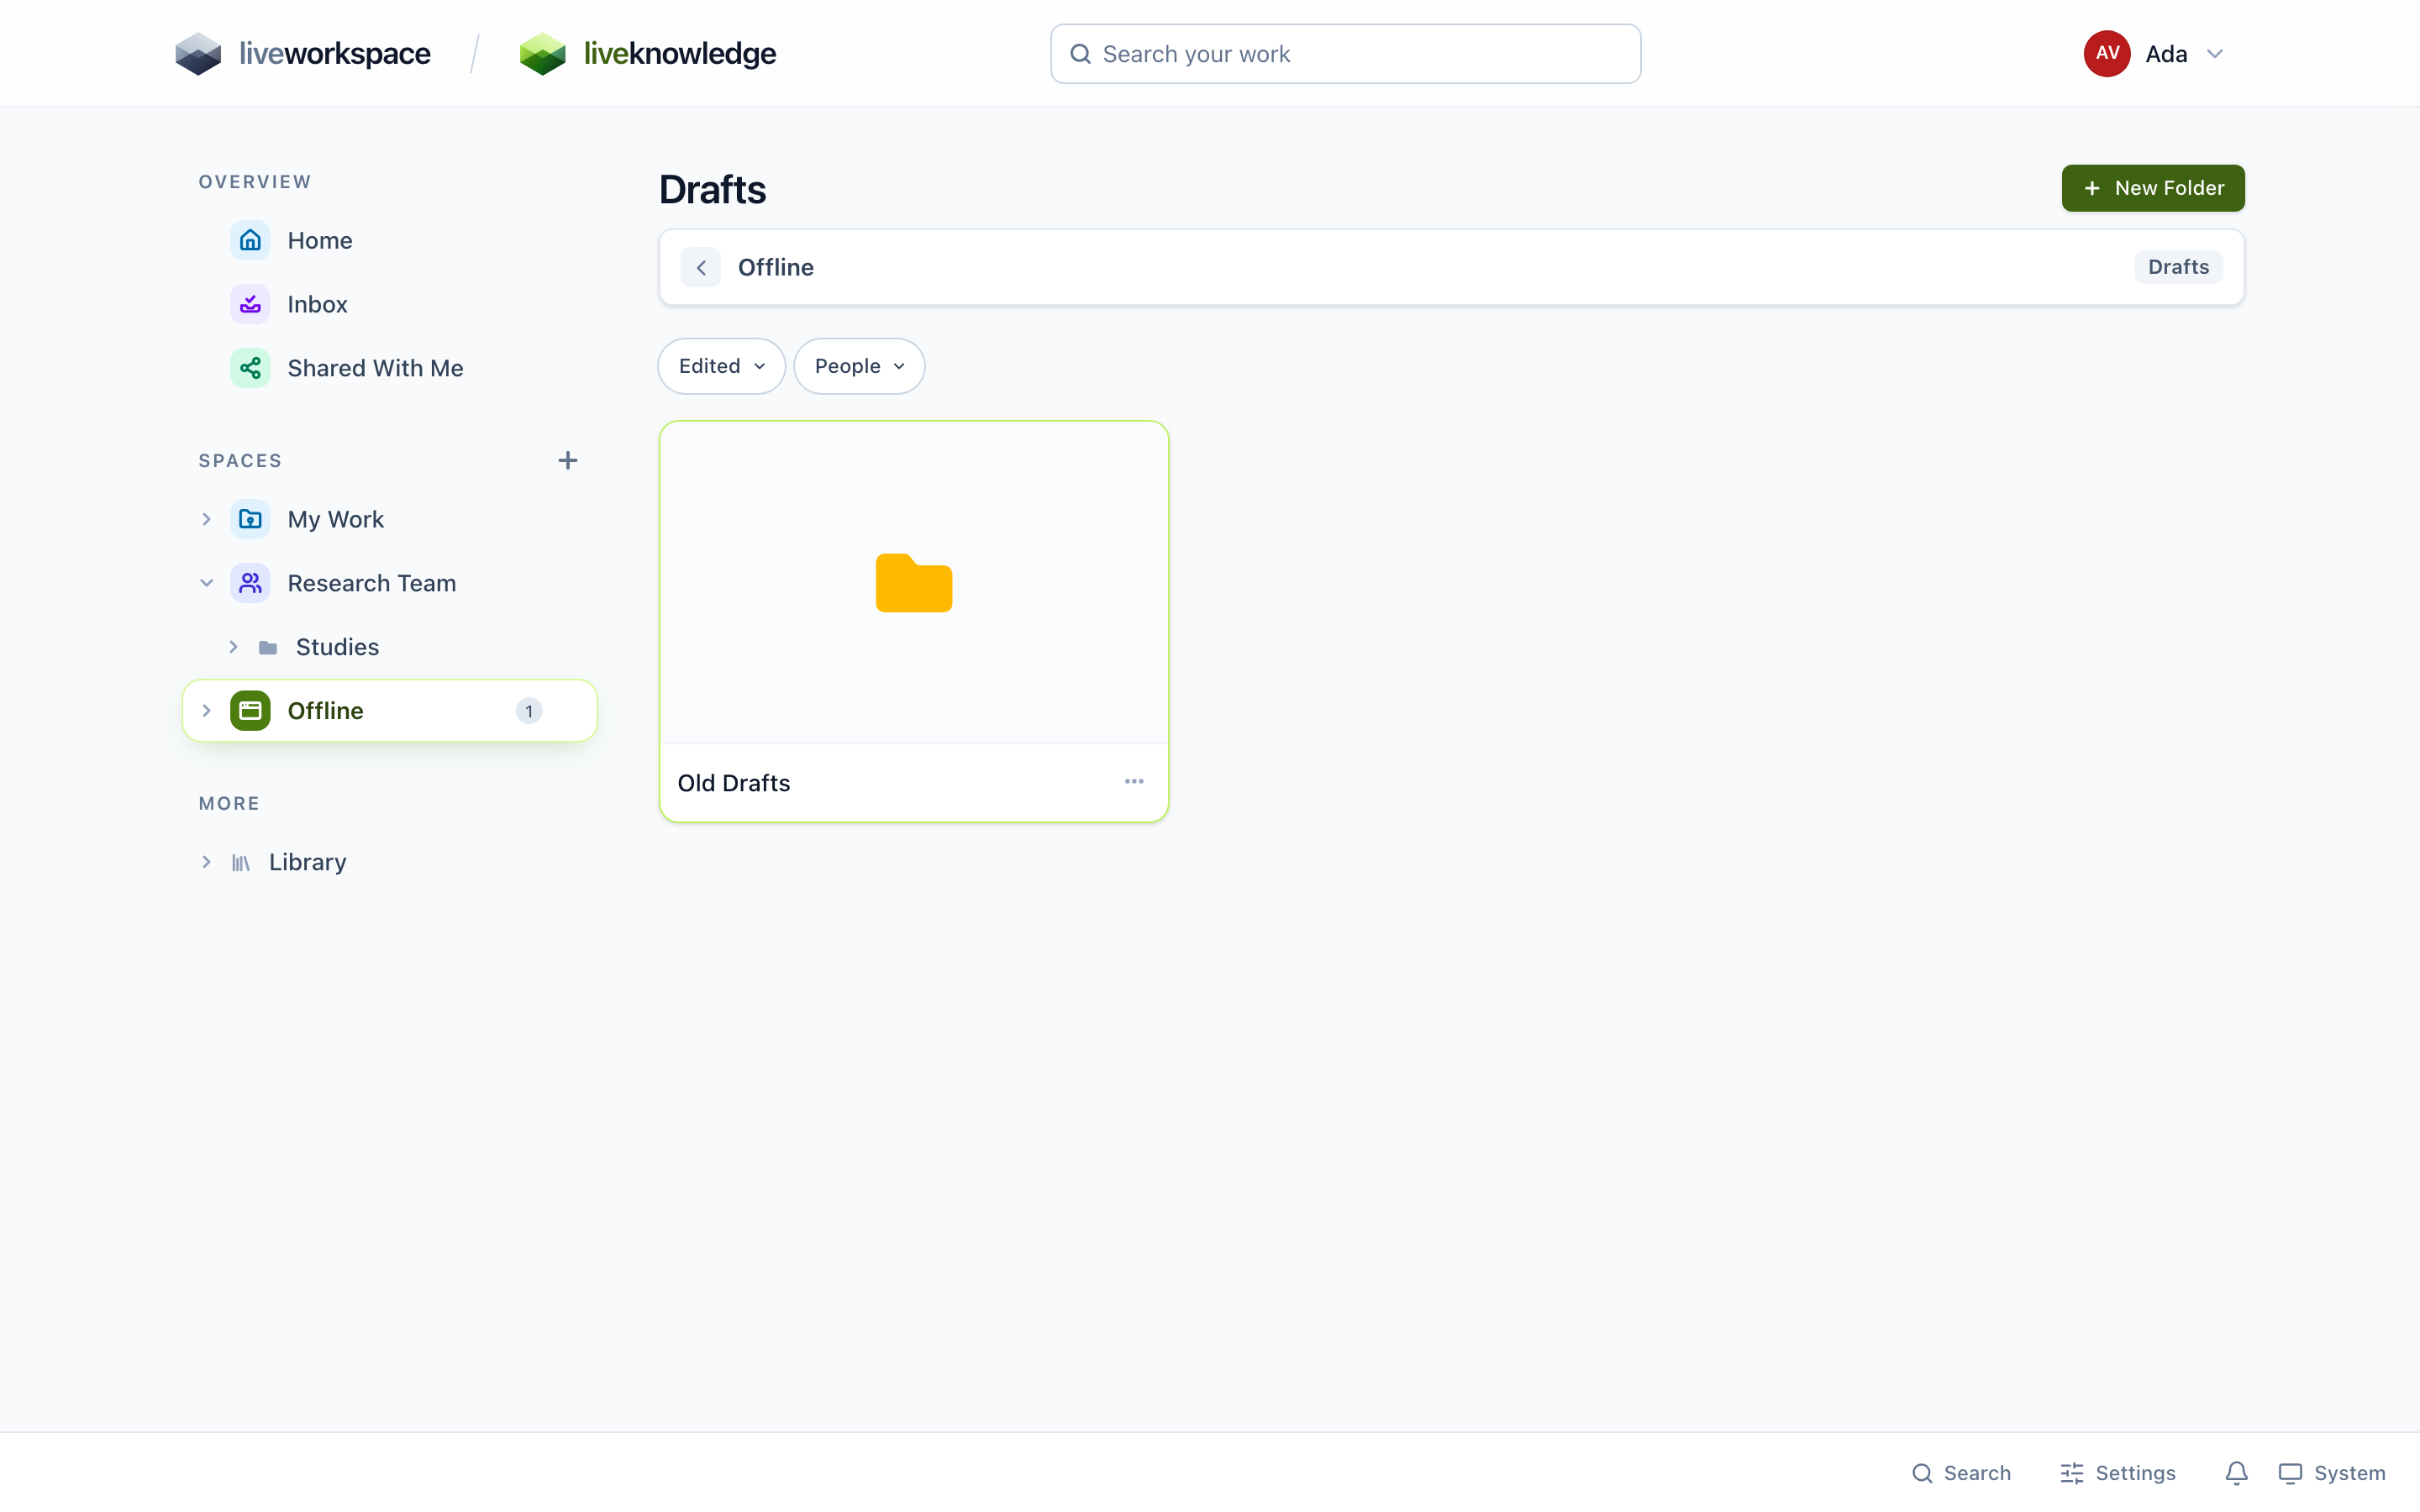 liveworkspace
liveknowledge
Search your work
AV
Ada
OVERVIEW
Home
Inbox
Shared With Me
SPACES
My Work
Research Team
Studies
Offline
1
MORE
Library
Drafts
New Folder
Offline
Drafts
Edited
People
Old Drafts
Search
Settings
System